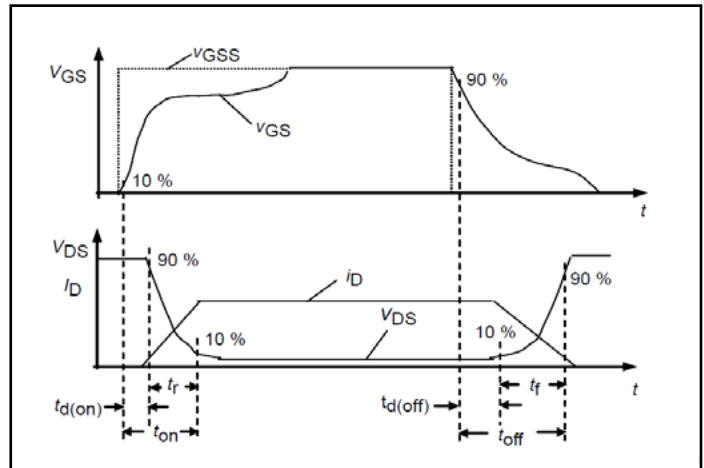 VGSS
VGS
90 %
VGS
10 %
t
VDS
90 %
ID
iD
90 %
VDS
10 %
10 %
tr
tf
t
td(on)
td(off)
ton
toff